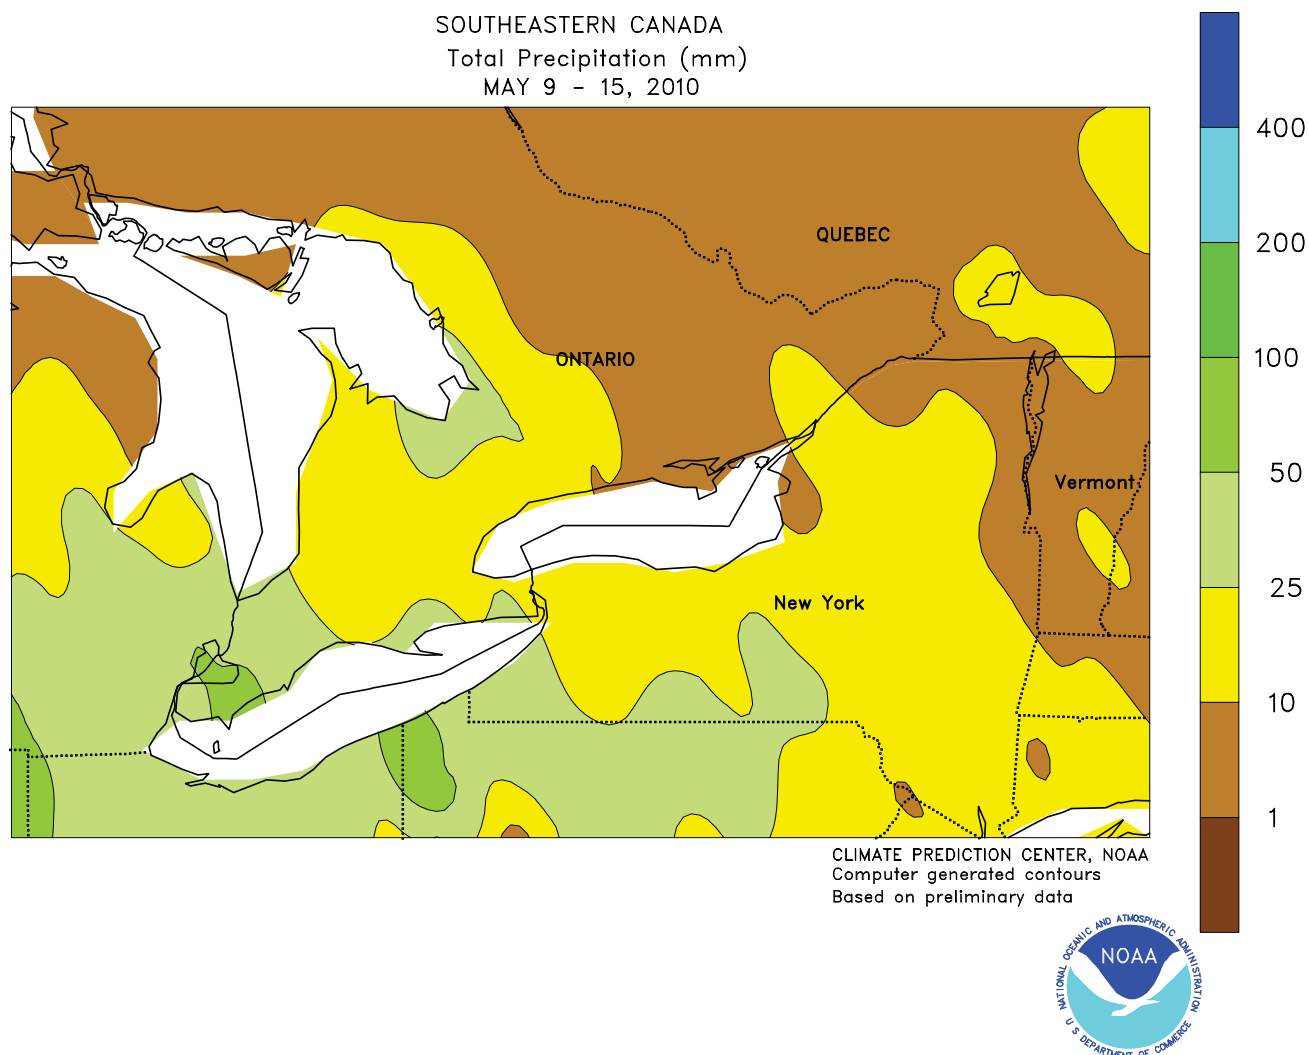 SOUTHEASTERN CANADA
Total Precipitation (mm)
MAY 9 - 15, 2010
400
QUEBEC
200
ONTARIO
100
50
Vermont
25
New York
10
1
CLIMATE PREDICTION CENTER, NOAA
Computer generated contours
Based on preliminary data
NATIONAL OCEANIC AND ATMOSPHERIC ADMINISTRATION
NOAA
U S DEPARTMENT OF COMMERCE